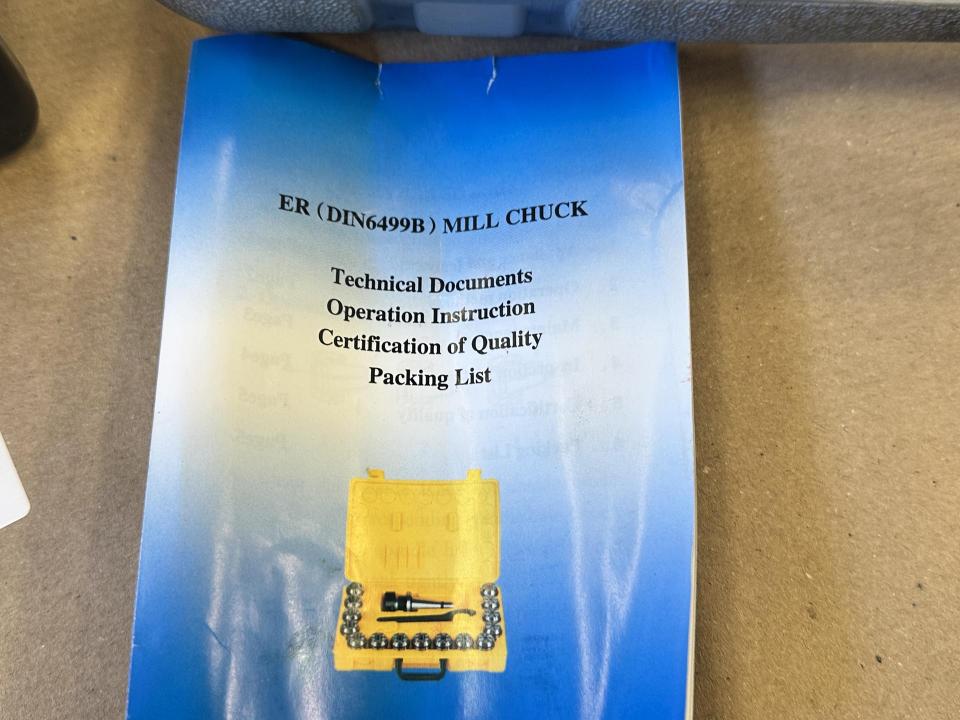 ER (DIN6499B) MILL CHUCK
Technical Documents
Operation Instruction
Certification of Quality
Packing List